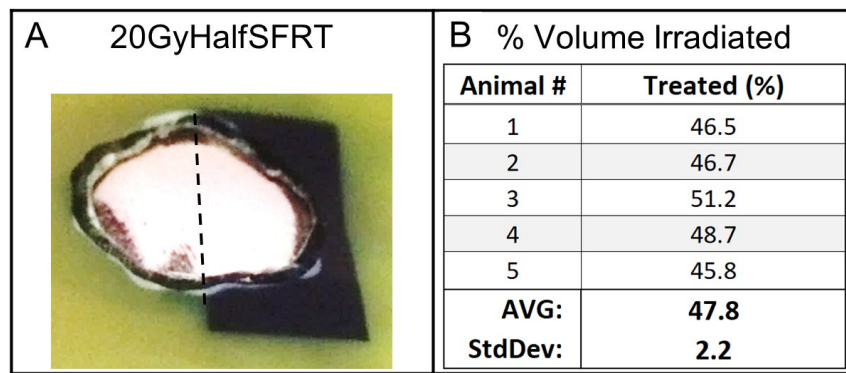 A 20GyHalfSFRT
B % Volume Irradiated
Animal # Treated (%)
1 46.5
2 46.7
3 51.2
4 48.7
5 45.8
AVG: 47.8
StdDev: 2.2